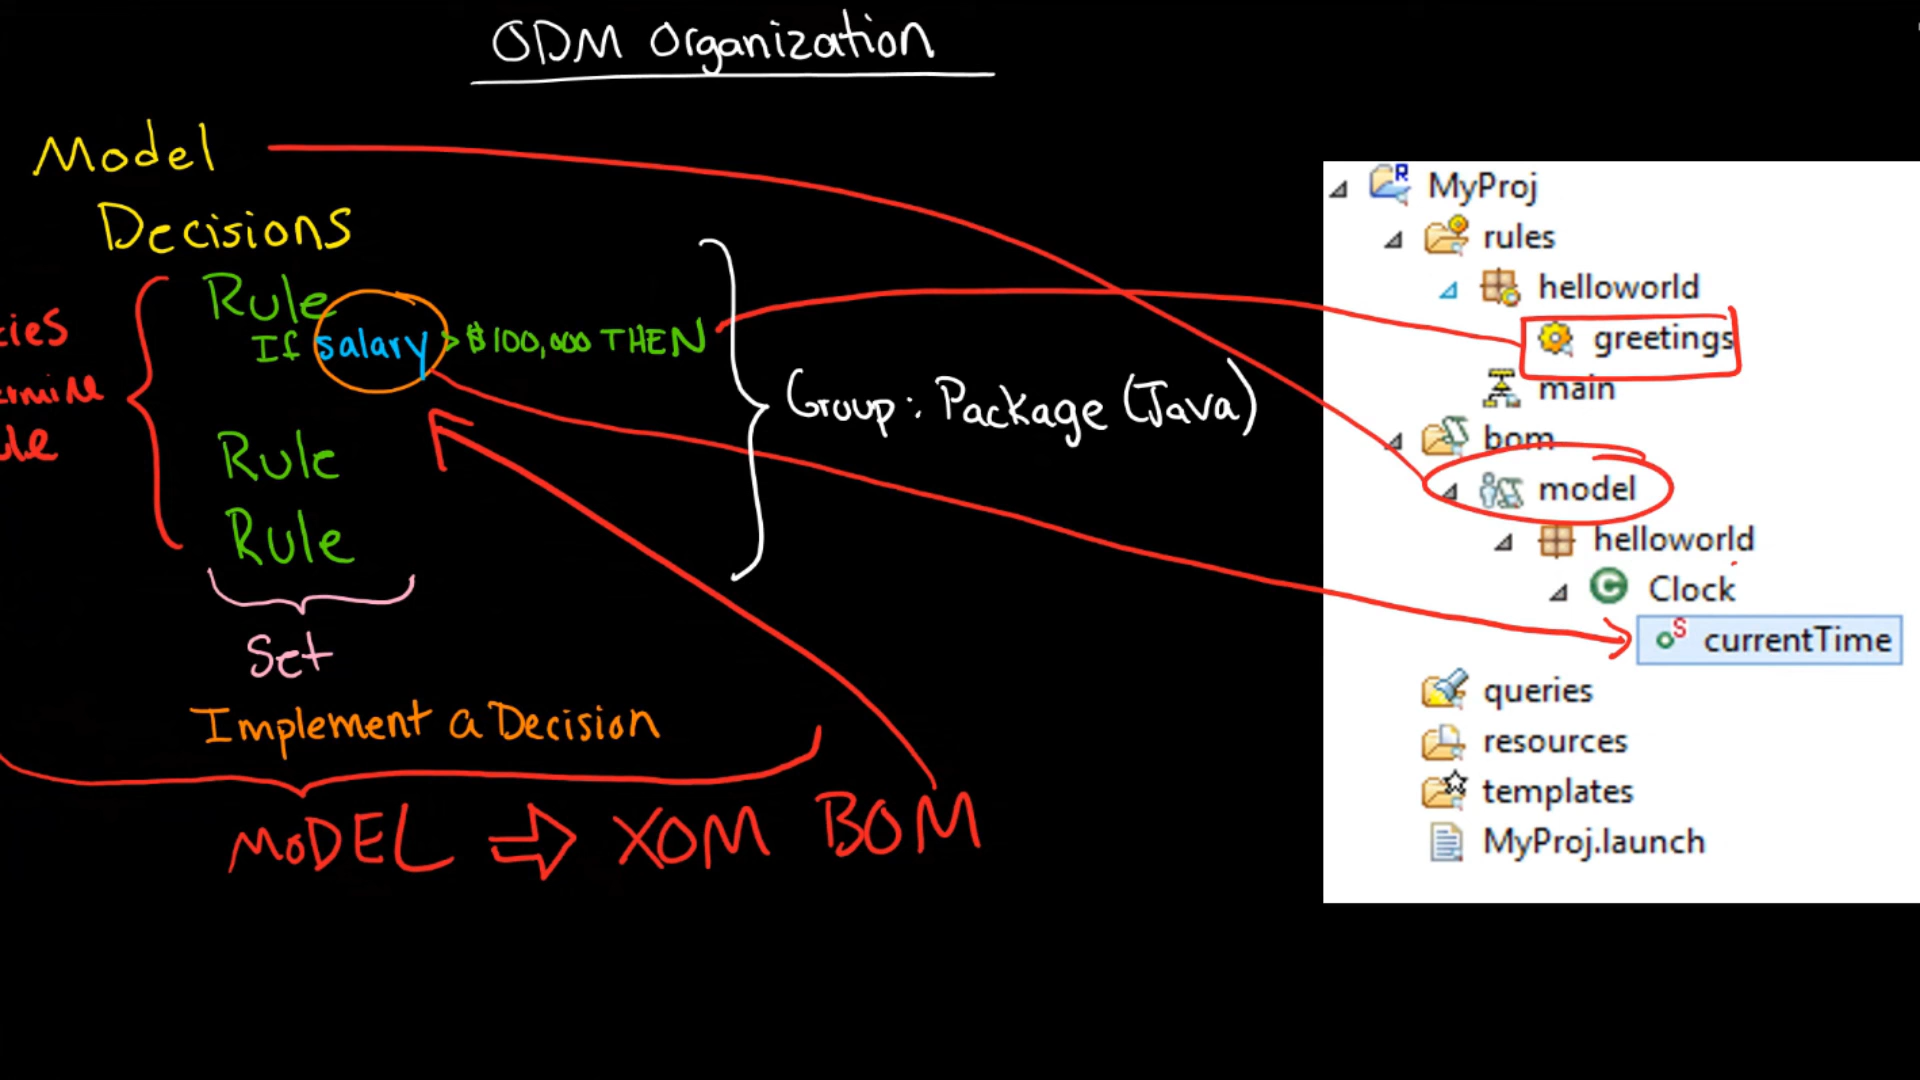 ODM Organization
Model
Decisions
Rule
If salary > $100,000 THEN
Rule
Rule
Set
Group: Package (Java)
Implement a Decision
MODEL ⇨ XOM BOM
MyProj
rules
helloworld
greetings
main
bom
model
helloworld
Clock
currentTime
queries
resources
templates
MyProj.launch